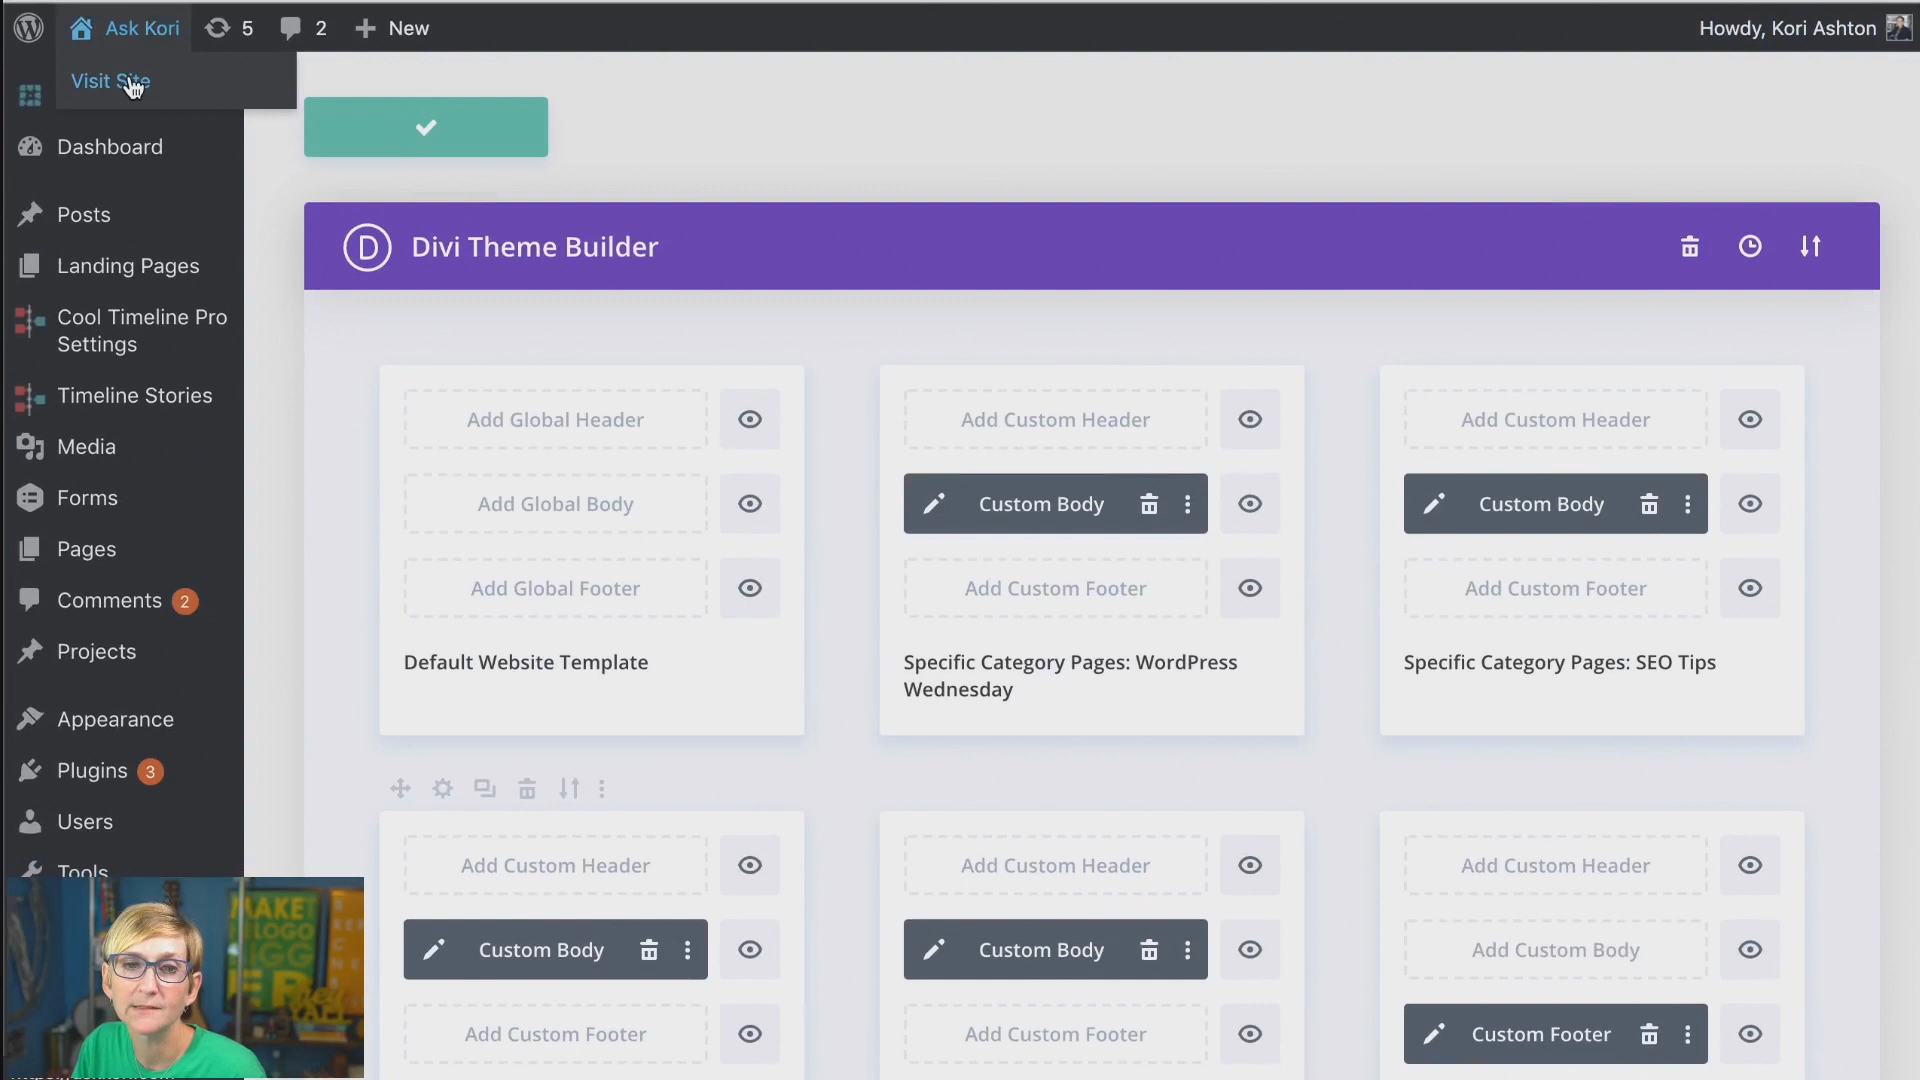 Ask Kori 5 2 New Howdy, Kori Ashton
Visit Site
Dashboard
Posts
Landing Pages
Cool Timeline Pro
Settings
Timeline Stories
Media
Forms
Pages
Comments 2
Projects
Appearance
Plugins 3
Users
Tools
D Divi Theme Builder
Add Global Header
Add Global Body
Add Global Footer
Default Website Template
Add Custom Header
Custom Body
Add Custom Footer
Specific Category Pages: WordPress
Wednesday
Add Custom Header
Custom Body
Add Custom Footer
Specific Category Pages: SEO Tips
Add Custom Header
Custom Body
Add Custom Footer
Add Custom Header
Custom Body
Add Custom Footer
Add Custom Header
Add Custom Body
Custom Footer
MAKE
LOGO